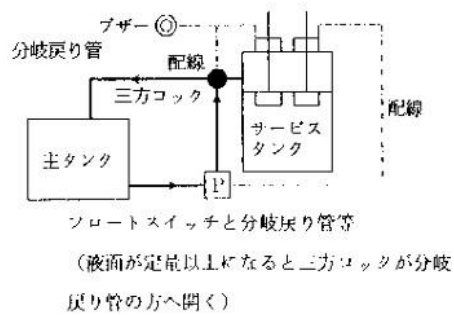 ブザー
分岐戻り管
配線
三方コック
サービス
タンク
配線
主タンク
P
フロートスイッチと分岐戻り管等
（液面が定量以上になると三方コックが分岐
戻り管の方へ開く）